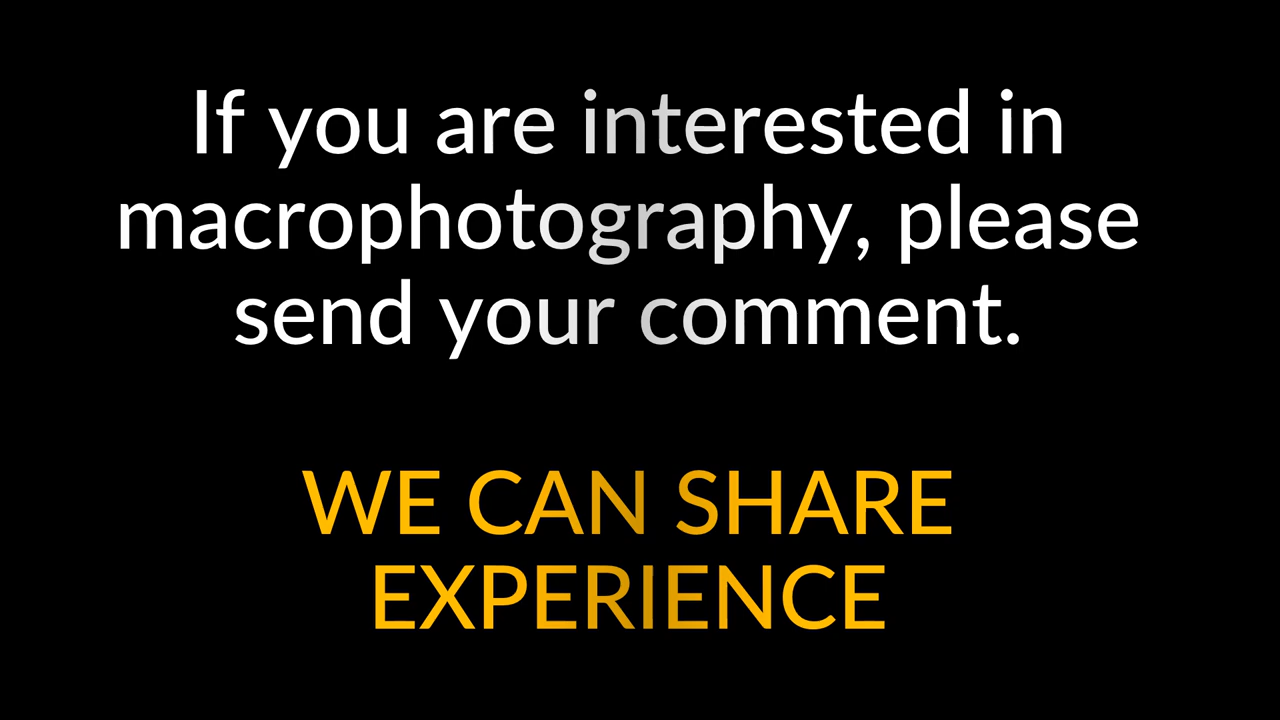 If you are interested in
macrophotography, please
send your comment.
WE CAN SHARE
EXPERIENCE